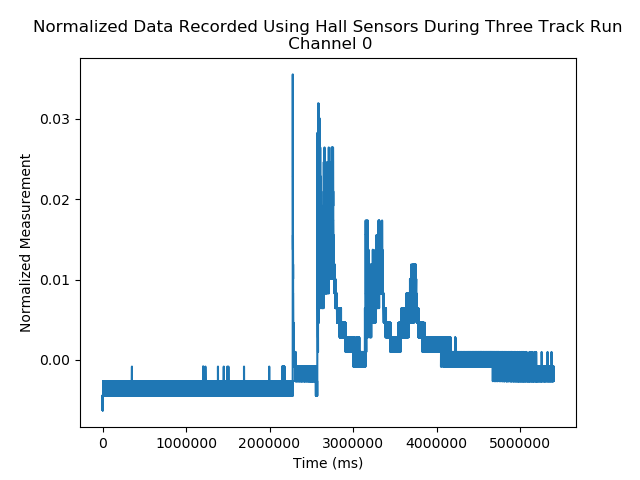 Normalized Data Recorded Using Hall Sensors During Three Track Run
Channel 0
0.03
0.02
0.01
0.00
Normalized Measurement
0 1000000 2000000 3000000 4000000 5000000
Time (ms)